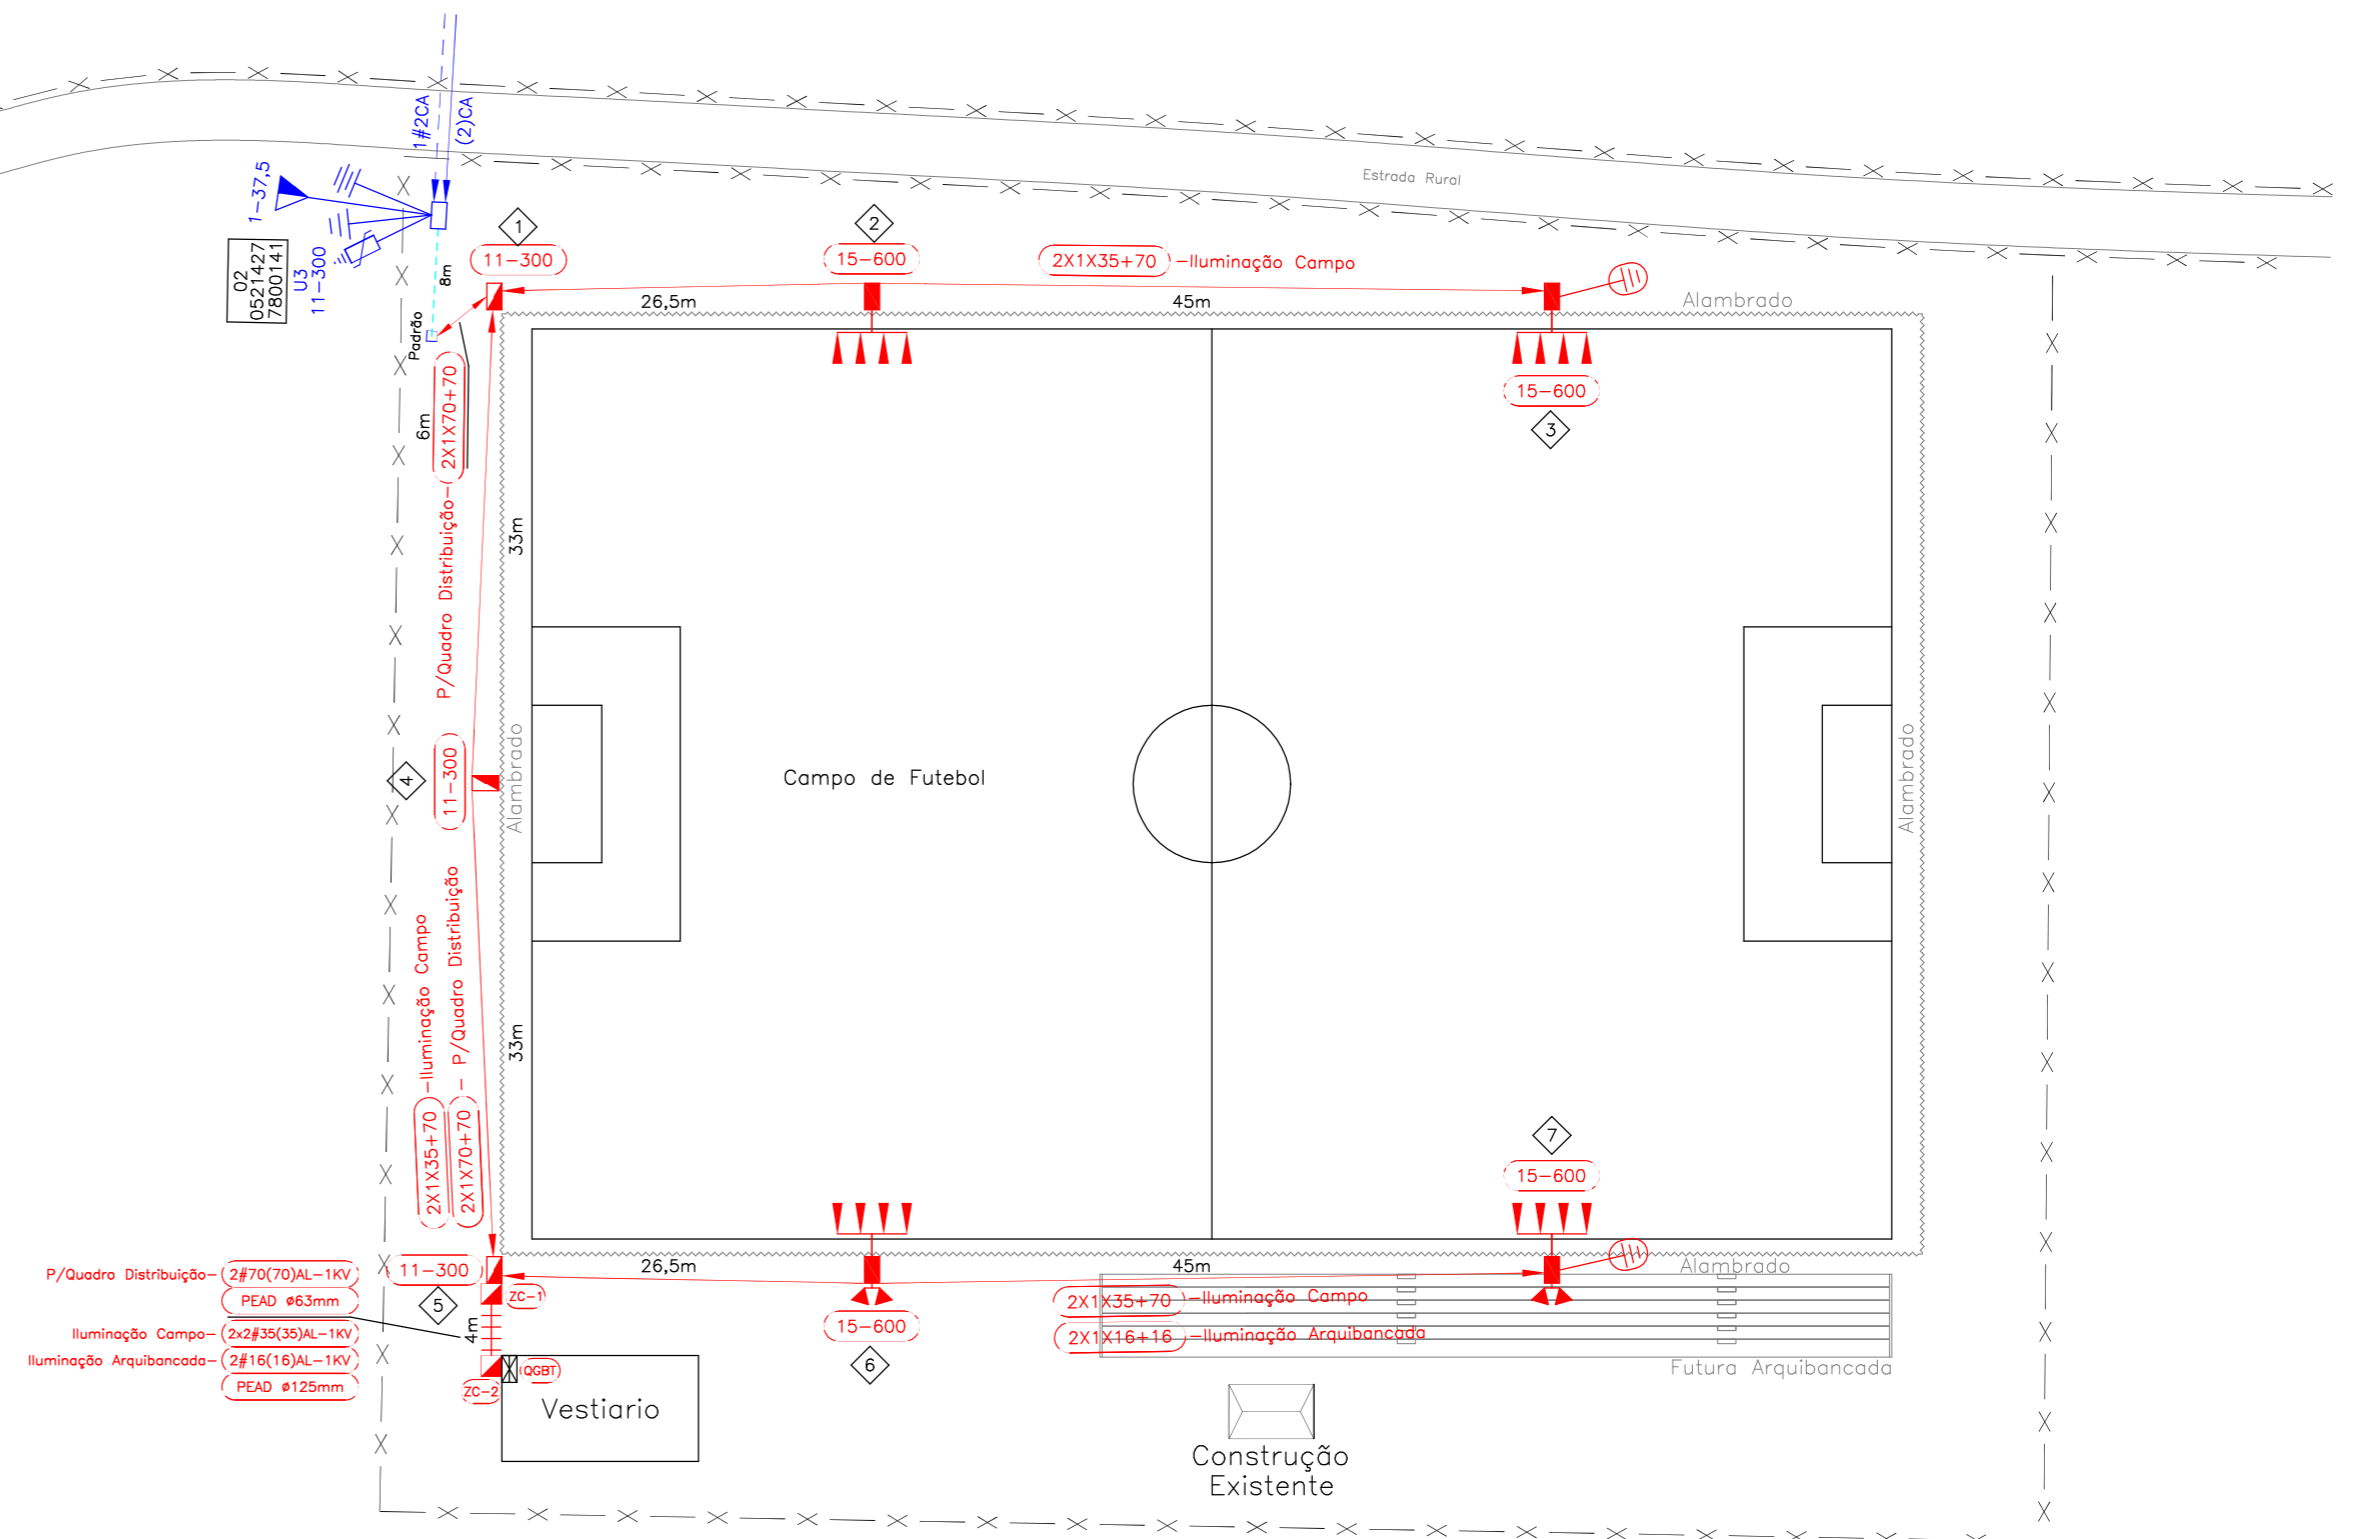 1#2CA
(2)CA
Estrada Rural
1-37,5
02
05214427
7800141
U3
11-300
8m
Padrão
1
11-300
2
15-600
2X1X35+70 -Iluminação Campo
26,5m
45m
Alambrado
15-600
3
6m
P/Quadro Distribuição- 2X1X70+70
33m
4
11-300
Alambrado
Campo de Futebol
Alambrado
2X1X35+70 -Iluminação Campo
2X1X70+70 - P/Quadro Distribuição
33m
7
15-600
P/Quadro Distribuição- 2#70(70)AL-1KV
PEAD ø63mm
Iluminação Campo- 2x2#35(35)AL-1KV
Iluminação Arquibancada- 2#16(16)AL-1KV
PEAD ø125mm
11-300
5
ZC-1
4m
ZC-2
QGBT
Vestiario
26,5m
45m
Alambrado
15-600
6
2X1X35+70 -Iluminação Campo
2X1X16+16 -Iluminação Arquibancada
Futura Arquibancada
Construção
Existente